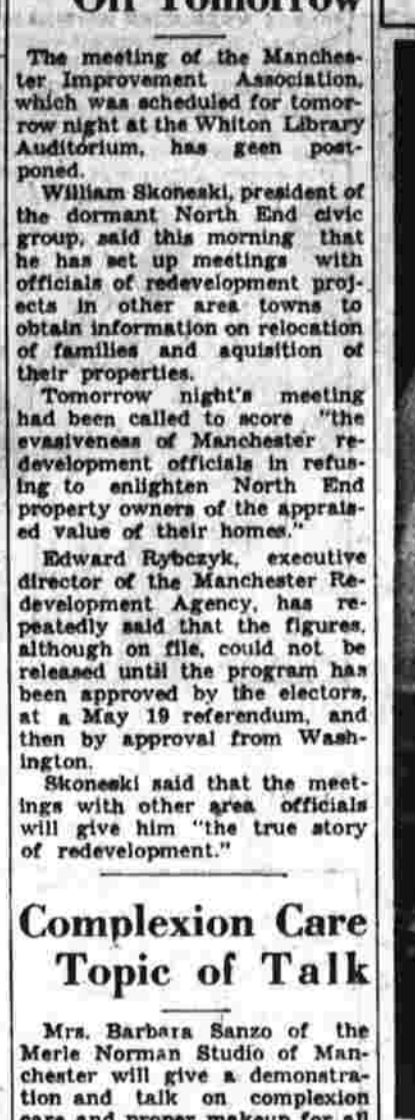 On Tomorrow
The meeting of the Manches-
ter Improvement Association,
which was scheduled for tomor-
row night at the Whiton Library
Auditorium, has geen post-
poned.
William Skoneski, president of
the dormant North End civic
group, said this morning that
he has set up meetings with
officials of redevelopment proj-
ects in other area towns to
obtain information on relocation
of families and aquisition of
their properties.
Tomorrow night's meeting
had been called to score "the
evasiveness of Manchester re-
development officials in refus-
ing to enlighten North End
property owners of the apprais-
ed value of their homes."
Edward Rybczyk, executive
director of the Manchester Re-
development Agency, has re-
peatedly said that the figures,
although on file, could not be
released until the program has
been approved by the electors,
at a May 19 referendum, and
then by approval from Wash-
ington.
Skoneski said that the meet-
ings with other area officials
will give him "the true story
of redevelopment."
Complexion Care
Topic of Talk
Mrs. Barbara Sanzo of the
Merle Norman Studio of Man-
chester will give a demonstra-
tion and talk on complexion
care and proper makeup for all